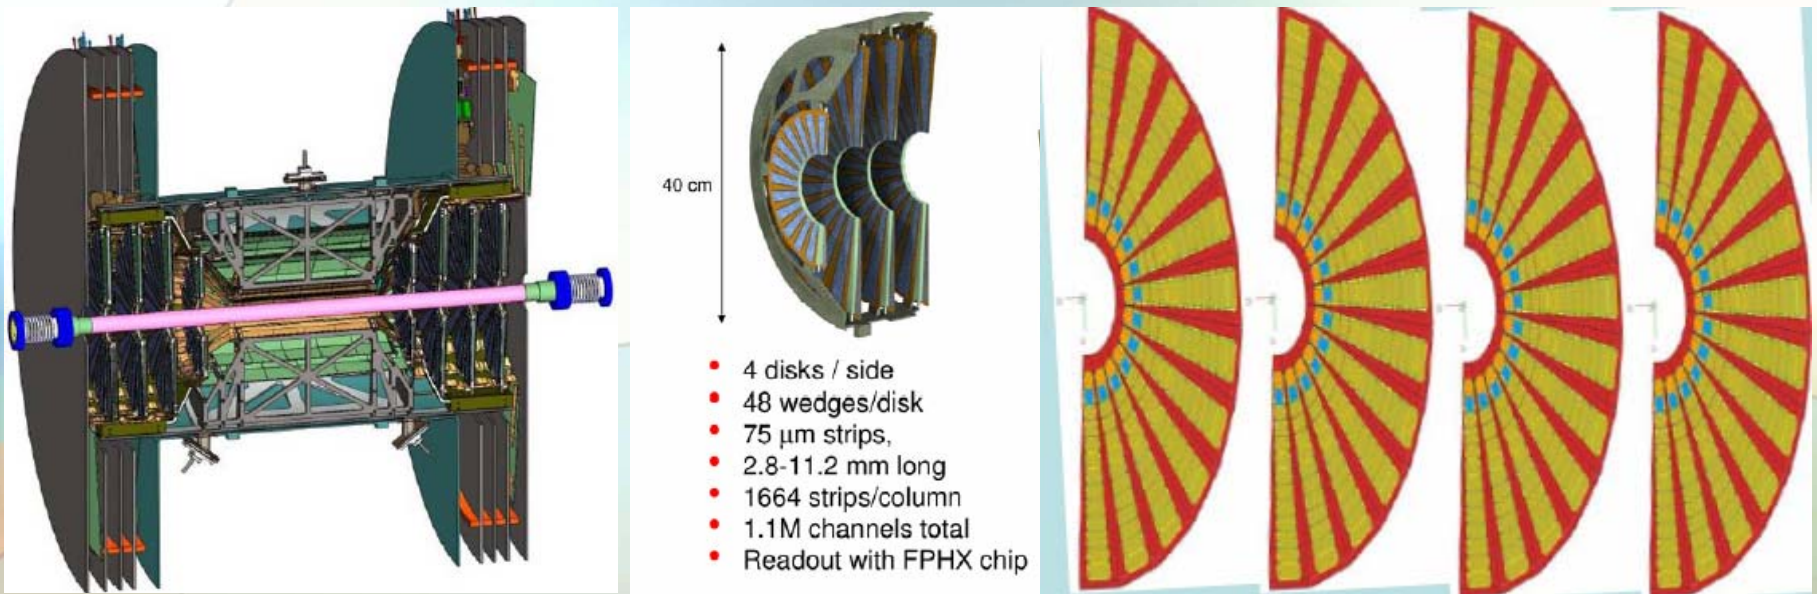 40 cm
4 disks / side
48 wedges/disk
75 μm strips,
2.8-11.2 mm long
1664 strips/column
1.1M channels total
Readout with FPHX chip